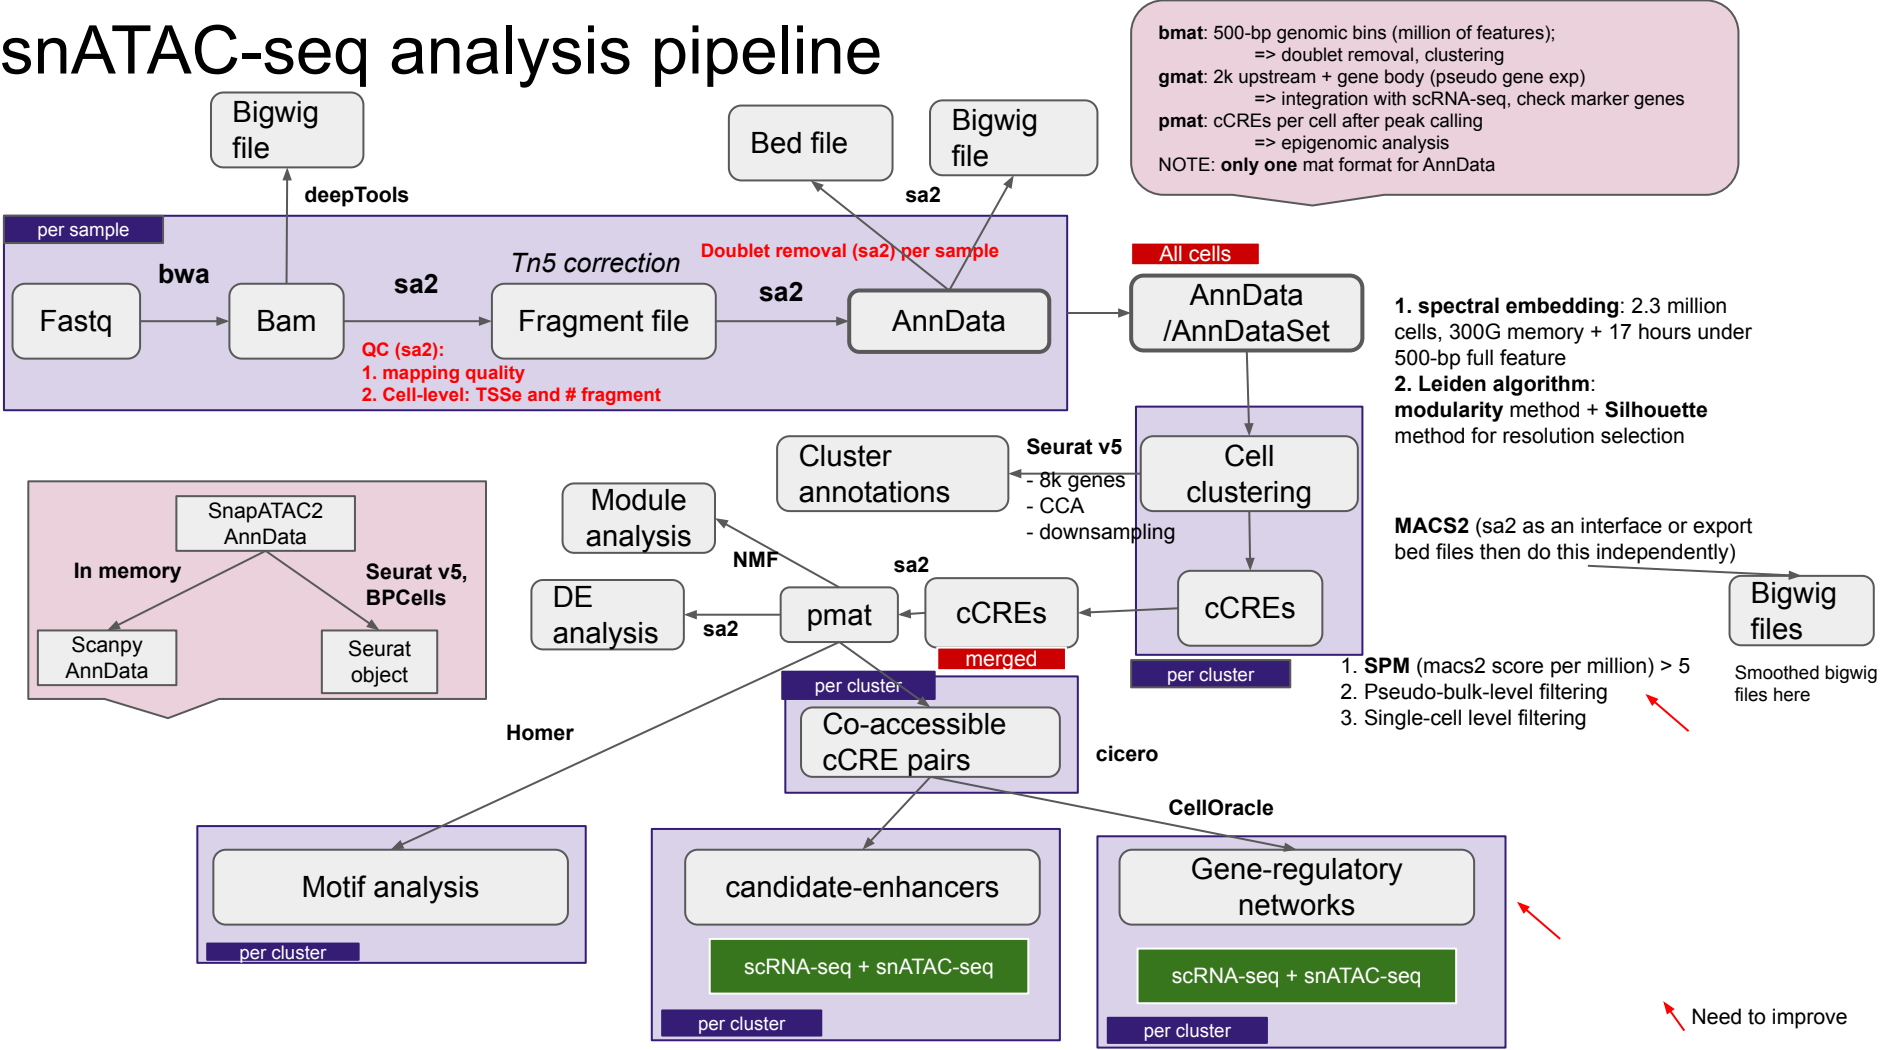 snATAC-seq analysis pipeline
bmat: 500-bp genomic bins (million of features);
=> doublet removal, clustering
gmat: 2k upstream + gene body (pseudo gene exp)
=> integration with scRNA-seq, check marker genes
pmat: cCREs per cell after peak calling
=> epigenomic analysis
NOTE: only one mat format for AnnData
Bigwig
file
Bed file
Bigwig
file
deepTools
sa2
per sample
bwa
sa2
Tn5 correction
Doublet removal (sa2) per sample
sa2
Fastq
Bam
Fragment file
AnnData
QC (sa2):
1. mapping quality
2. Cell-level: TSSe and # fragment
All cells
AnnData
/AnnDataSet
1. spectral embedding: 2.3 million
cells, 300G memory + 17 hours under
500-bp full feature
2. Leiden algorithm:
modularity method + Silhouette
method for resolution selection
Cluster
annotations
Seurat v5
- 8k genes
- CCA
- downsampling
Cell
clustering
Module
analysis
NMF
SnapATAC2
AnnData
In memory
Seurat v5,
BPCells
Scanpy
AnnData
Seurat
object
MACS2 (sa2 as an interface or export
bed files then do this independently)
Bigwig
files
Smoothed bigwig
files here
DE
analysis
sa2
pmat
sa2
cCREs
merged
cCREs
per cluster
1. SPM (macs2 score per million) > 5
2. Pseudo-bulk-level filtering
3. Single-cell level filtering
per cluster
Co-accessible
cCRE pairs
cicero
Homer
CellOracle
Motif analysis
per cluster
candidate-enhancers
scRNA-seq + snATAC-seq
per cluster
Gene-regulatory
networks
scRNA-seq + snATAC-seq
per cluster
Need to improve